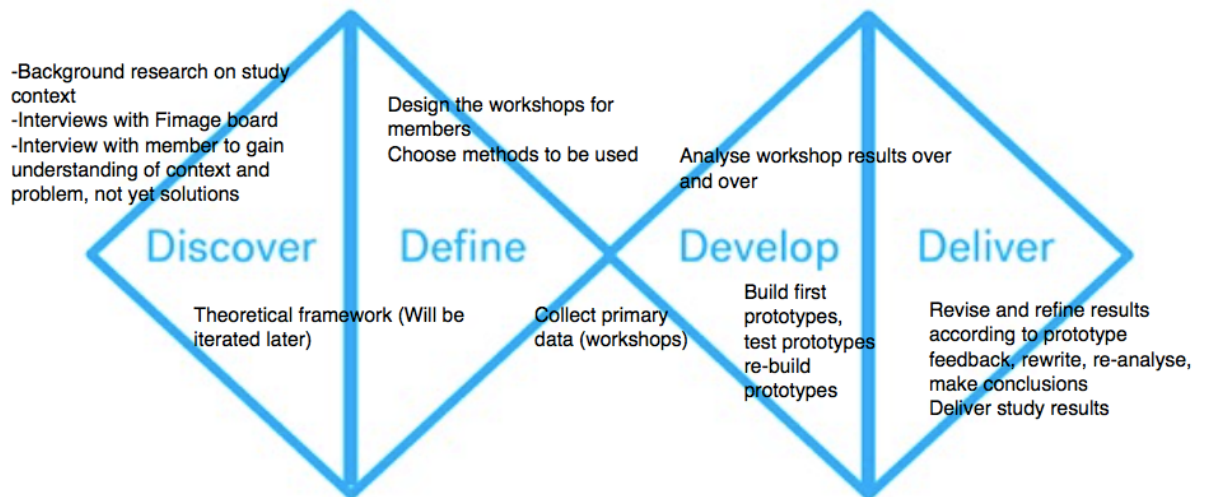 -Background research on study
context
-Interviews with Fimage board
-Interview with member to gain
understanding of context and
problem, not yet solutions
Design the workshops for
members
Choose methods to be used
Analyse workshop results over
and over
Discover
Define
Develop
Deliver
Theoretical framework (Will be
iterated later)
Collect primary
data (workshops)
Build first
prototypes,
test prototypes
re-build
prototypes
Revise and refine results
according to prototype
feedback, rewrite, re-analyse,
make conclusions
Deliver study results